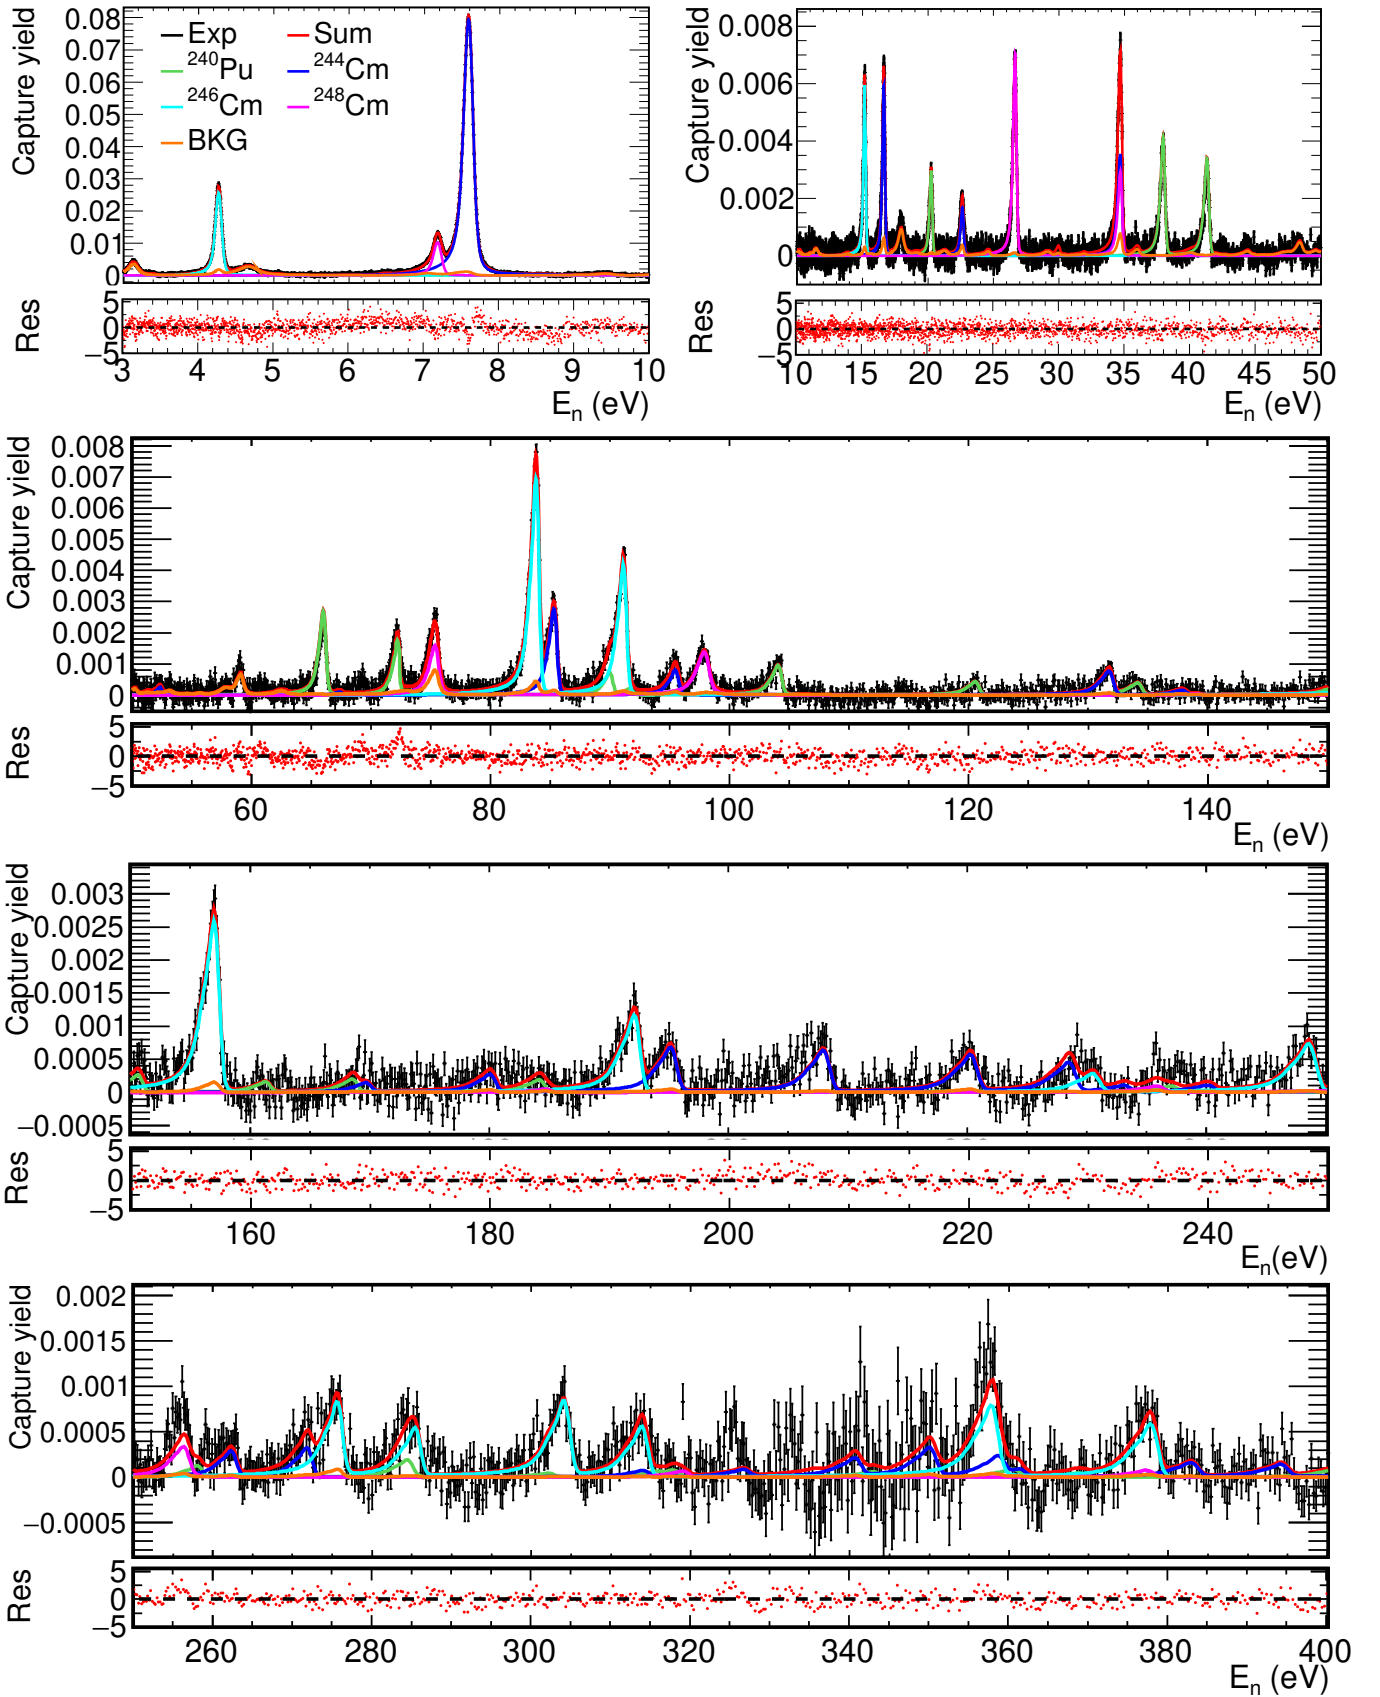 Capture yield
0.08
0.07
0.06
0.05
0.04
0.03
0.02
0.01
0
Exp
Sum
240Pu
244Cm
246Cm
248Cm
BKG
Res
5
0
−5
3 4 5 6 7 8 9 10
En (eV)
Capture yield
0.008
0.006
0.004
0.002
0
Res
5
0
−5
10 15 20 25 30 35 40 45 50
En (eV)
Capture yield
0.008
0.007
0.006
0.005
0.004
0.003
0.002
0.001
0
Res
5
0
−5
60 80 100 120 140
En (eV)
Capture yield
0.003
0.0025
0.002
0.0015
0.001
0.0005
0
−0.0005
Res
5
0
−5
160 180 200 220 240
En(eV)
Capture yield
0.002
0.0015
0.001
0.0005
0
−0.0005
Res
5
0
−5
260 280 300 320 340 360 380 400
En (eV)